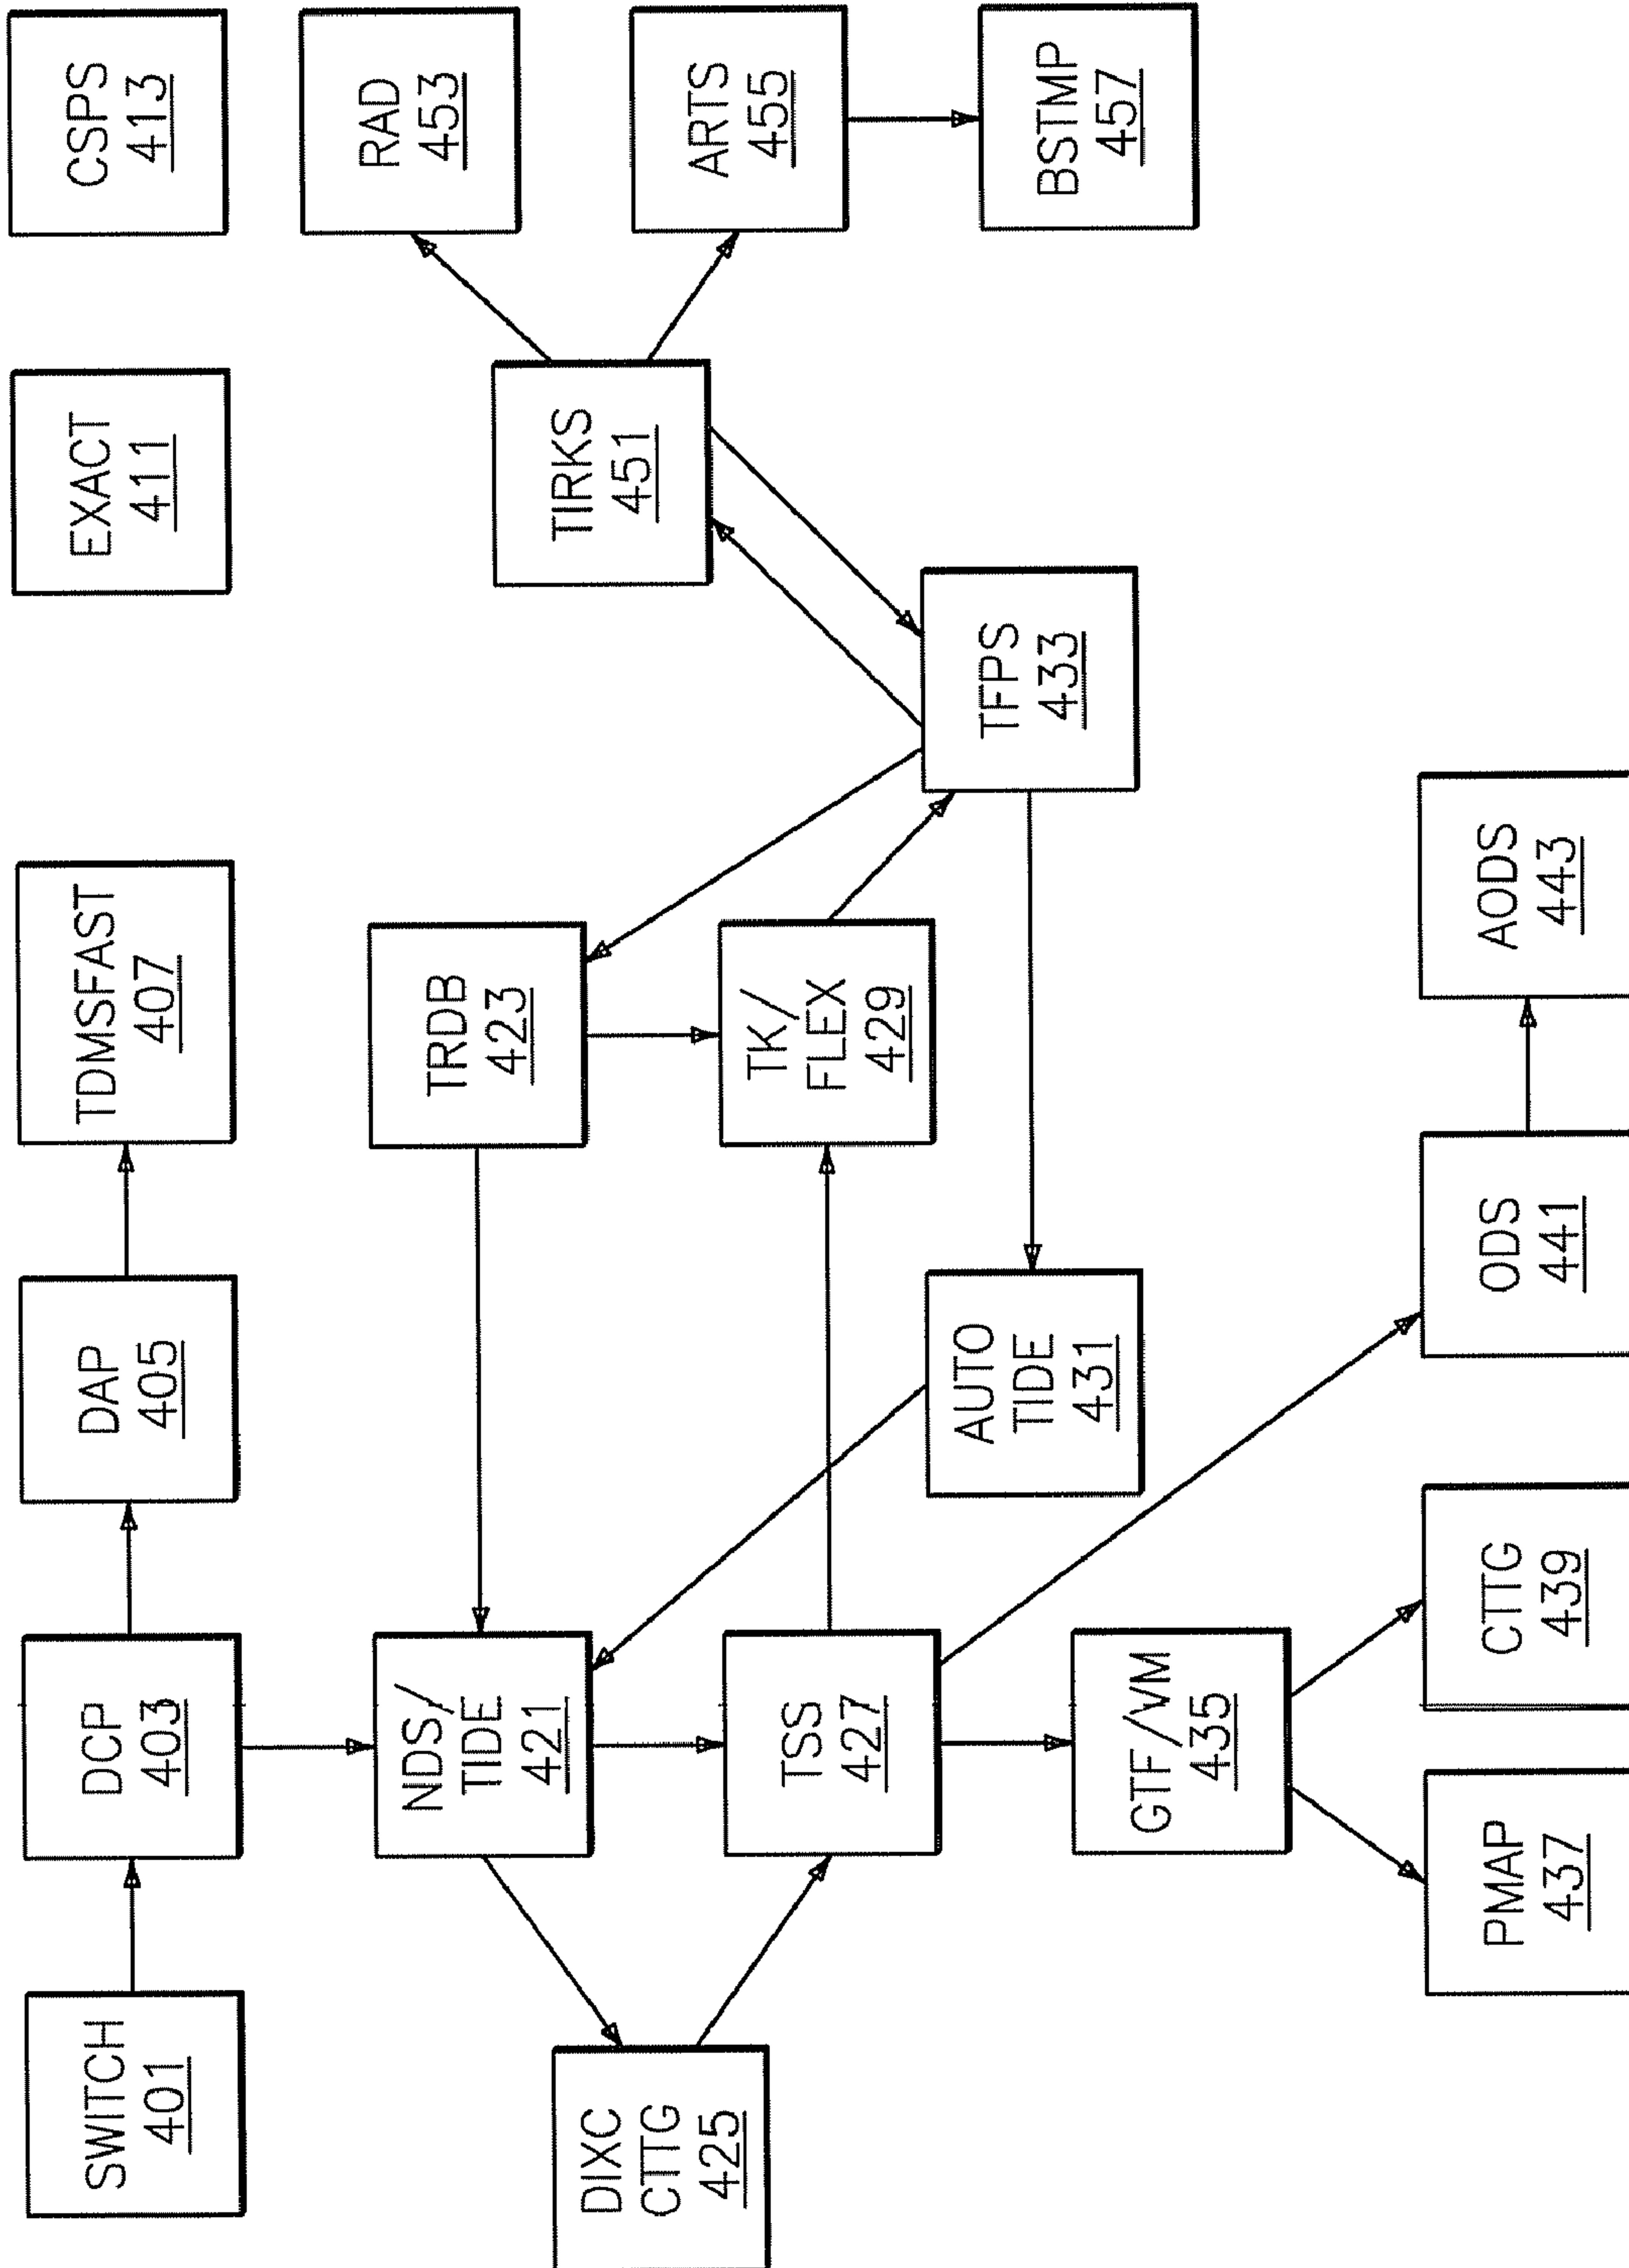 SWITCH
401
DCP
403
DAP
405
TDMSFAST
407
EXACT
411
CSPS
413
NDS/
TIDE
421
TRDB
423
TIRKS
451
RAD
453
DIXC
CTTG
425
TSS
427
TK/
FLEX
429
ARTS
455
AUTO
TIDE
431
TFPS
433
BSTMP
457
GTF/VM
435
PMAP
437
CTTG
439
ODS
441
AODS
443